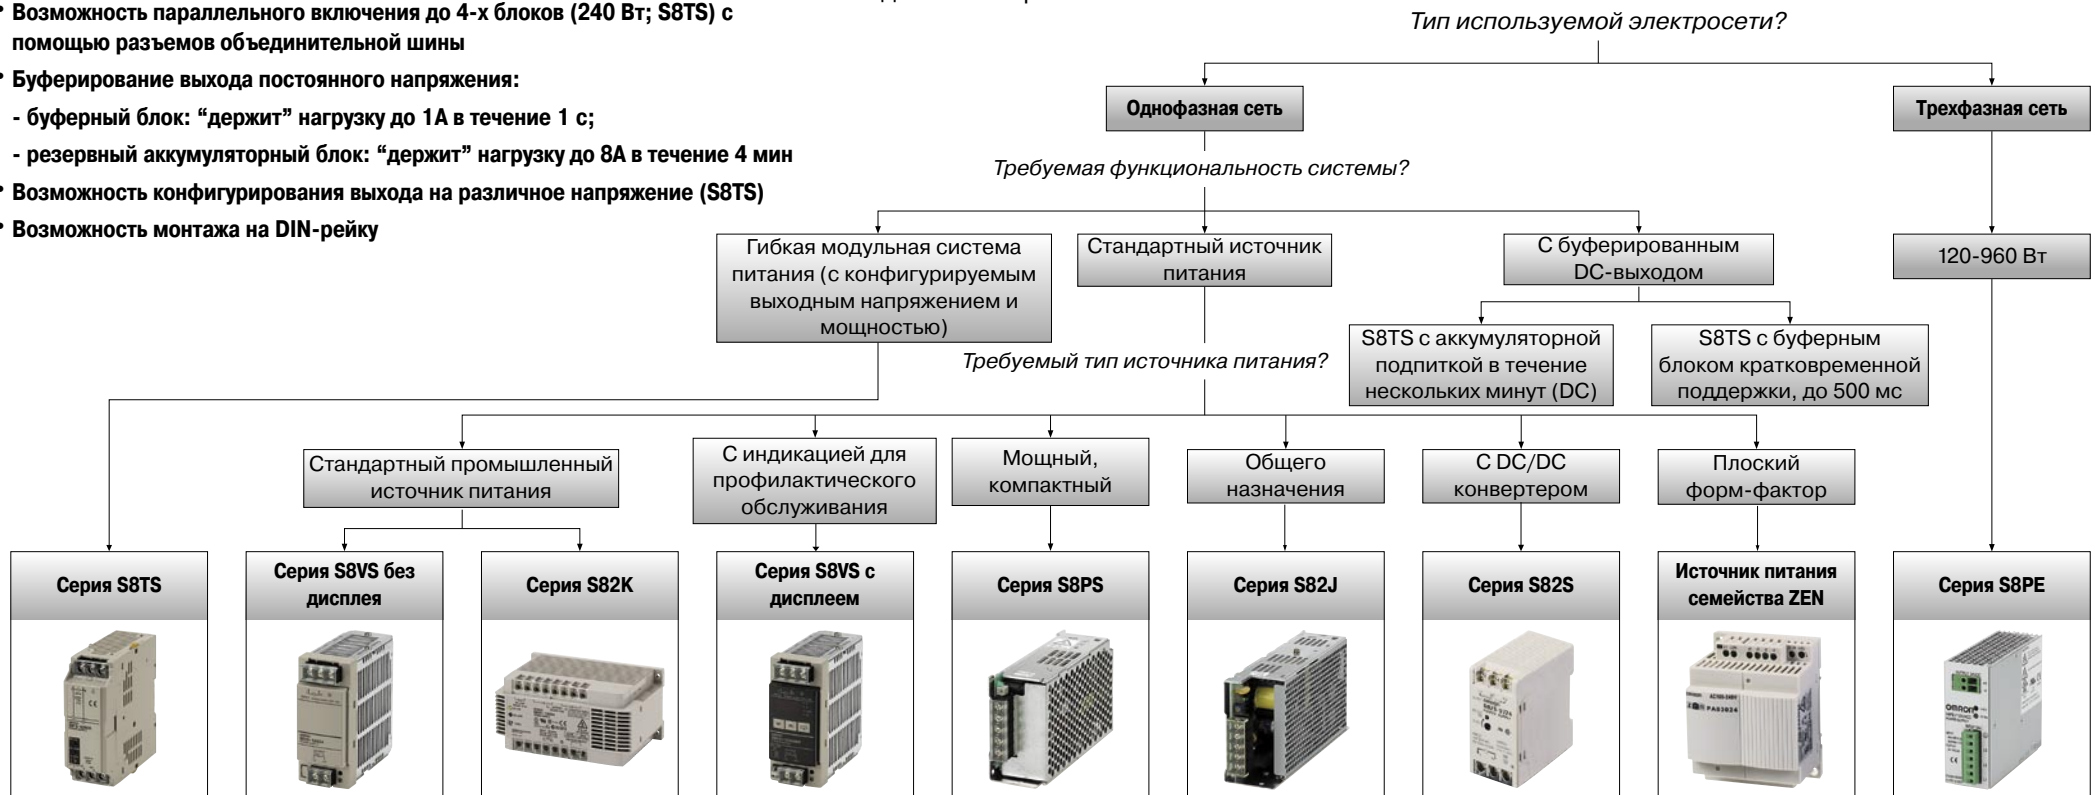 • Возможность параллельного включения до 4-х блоков (240 Вт; S8TS) с
помощью разъемов объединительной шины
• Буферирование выхода постоянного напряжения:
- буферный блок: “держит” нагрузку до 1А в течение 1 с;
- резервный аккумуляторный блок: “держит” нагрузку до 8А в течение 4 мин
• Возможность конфигурирования выхода на различное напряжение (S8TS)
• Возможность монтажа на DIN-рейку
Тип используемой электросети?
Однофазная сеть
Трехфазная сеть
Требуемая функциональность системы?
Гибкая модульная система
питания (с конфигурируемым
выходным напряжением и
мощностью)
Стандартный источник
питания
С буферированным
DC-выходом
120-960 Вт
S8TS с аккумуляторной
подпиткой в течение
нескольких минут (DC)
S8TS с буферным
блоком кратковременной
поддержки, до 500 мс
Требуемый тип источника питания?
Стандартный промышленный
источник питания
С индикацией для
профилактического
обслуживания
Мощный,
компактный
Общего
назначения
С DC/DC
конвертером
Плоский
форм-фактор
Серия S8TS
Серия S8VS без
дисплея
Серия S82K
Серия S8VS с
дисплеем
Серия S8PS
Серия S82J
Серия S82S
Источник питания
семейства ZEN
Серия S8PE
OMRON